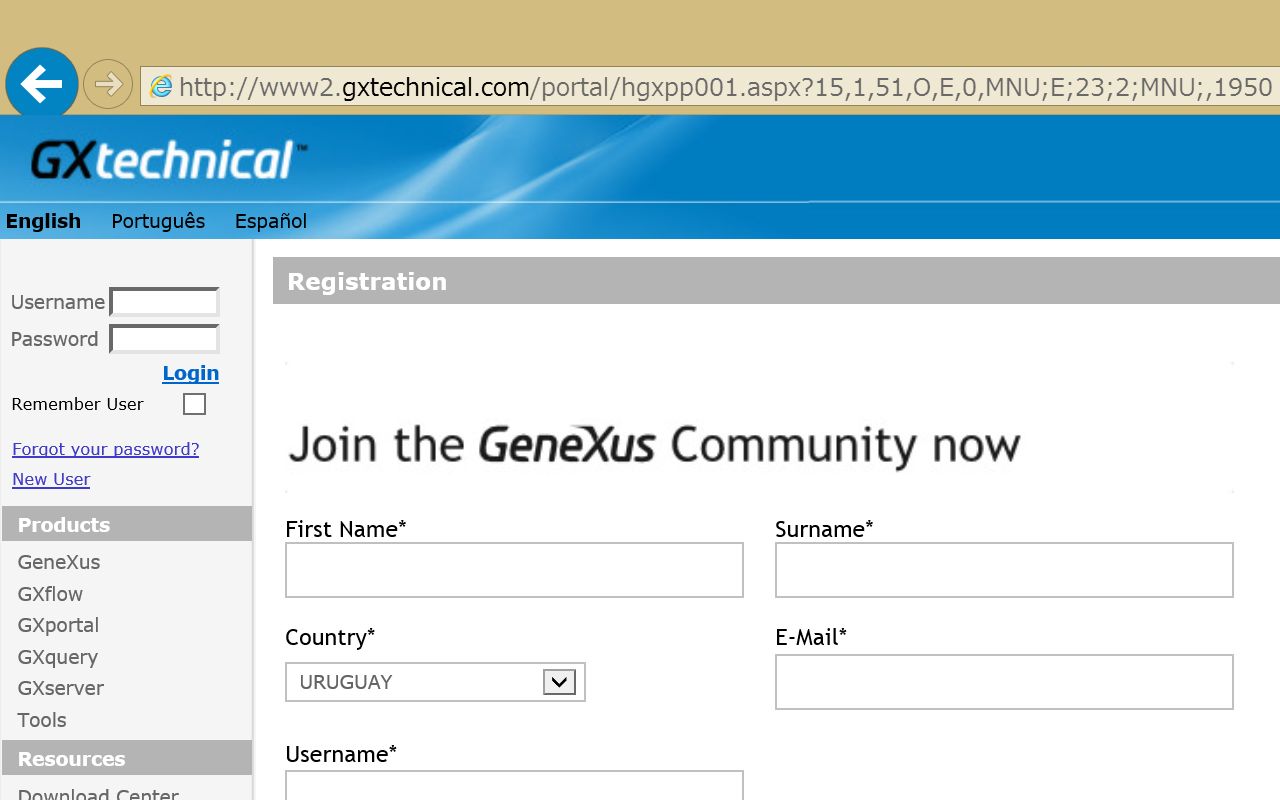 http://www2.gxtechnical.com/portal/hgxpp001.aspx?15,1,51,O,E,0,MNU;E;23;2;MNU;,1950
GXtechnical™
English Português Español
Username
Password
Login
Remember User
Forgot your password?
New User
Products
GeneXus
GXflow
GXportal
GXquery
GXserver
Tools
Resources
Download Center
Registration
Join the GeneXus Community now
First Name* Surname*
Country* E-Mail*
URUGUAY
Username*